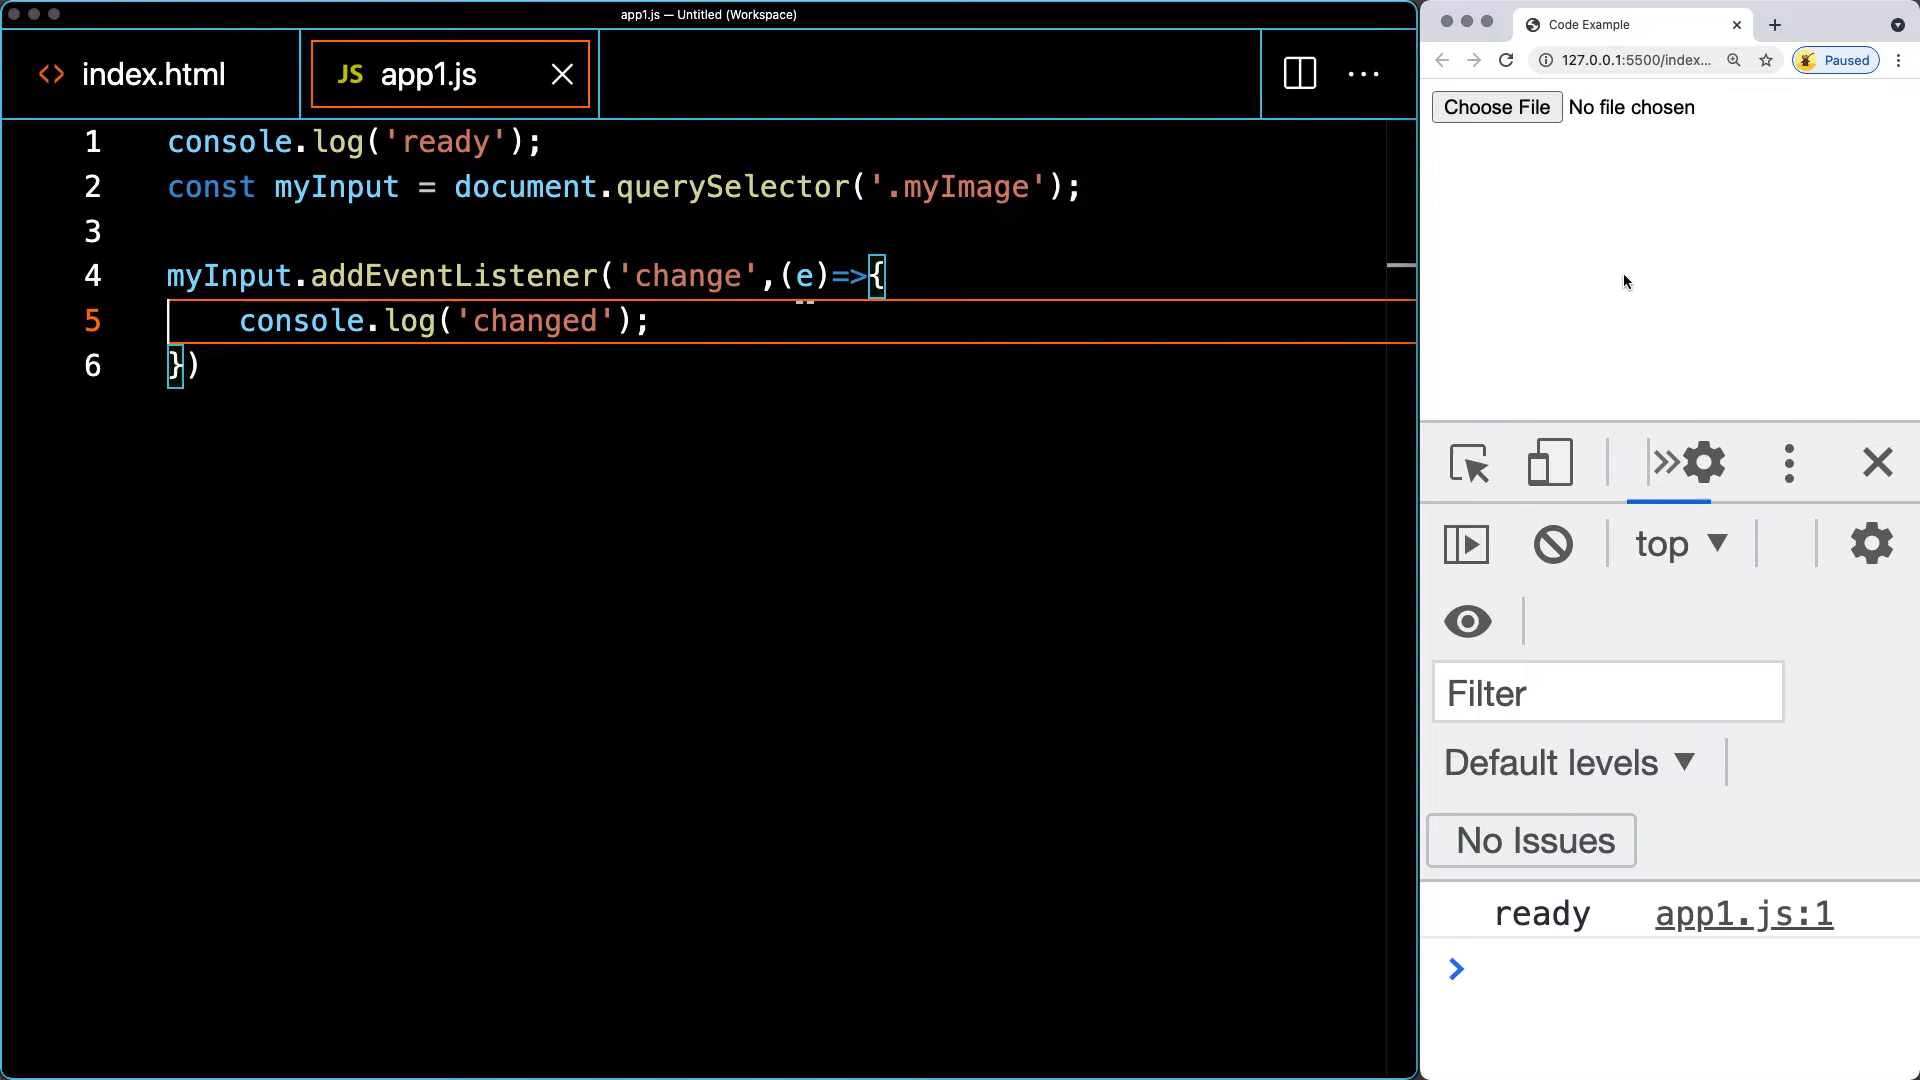 app1.js — Untitled (Workspace)
<> index.html
JS app1.js
1 console.log('ready');
2 const myInput = document.querySelector('.myImage');
3
4 myInput.addEventListener('change',(e)=>{
5 console.log('changed');
6 })
Code Example
127.0.0.1:5500/index...
Paused
Choose File No file chosen
top
Filter
Default levels
No Issues
ready app1.js:1